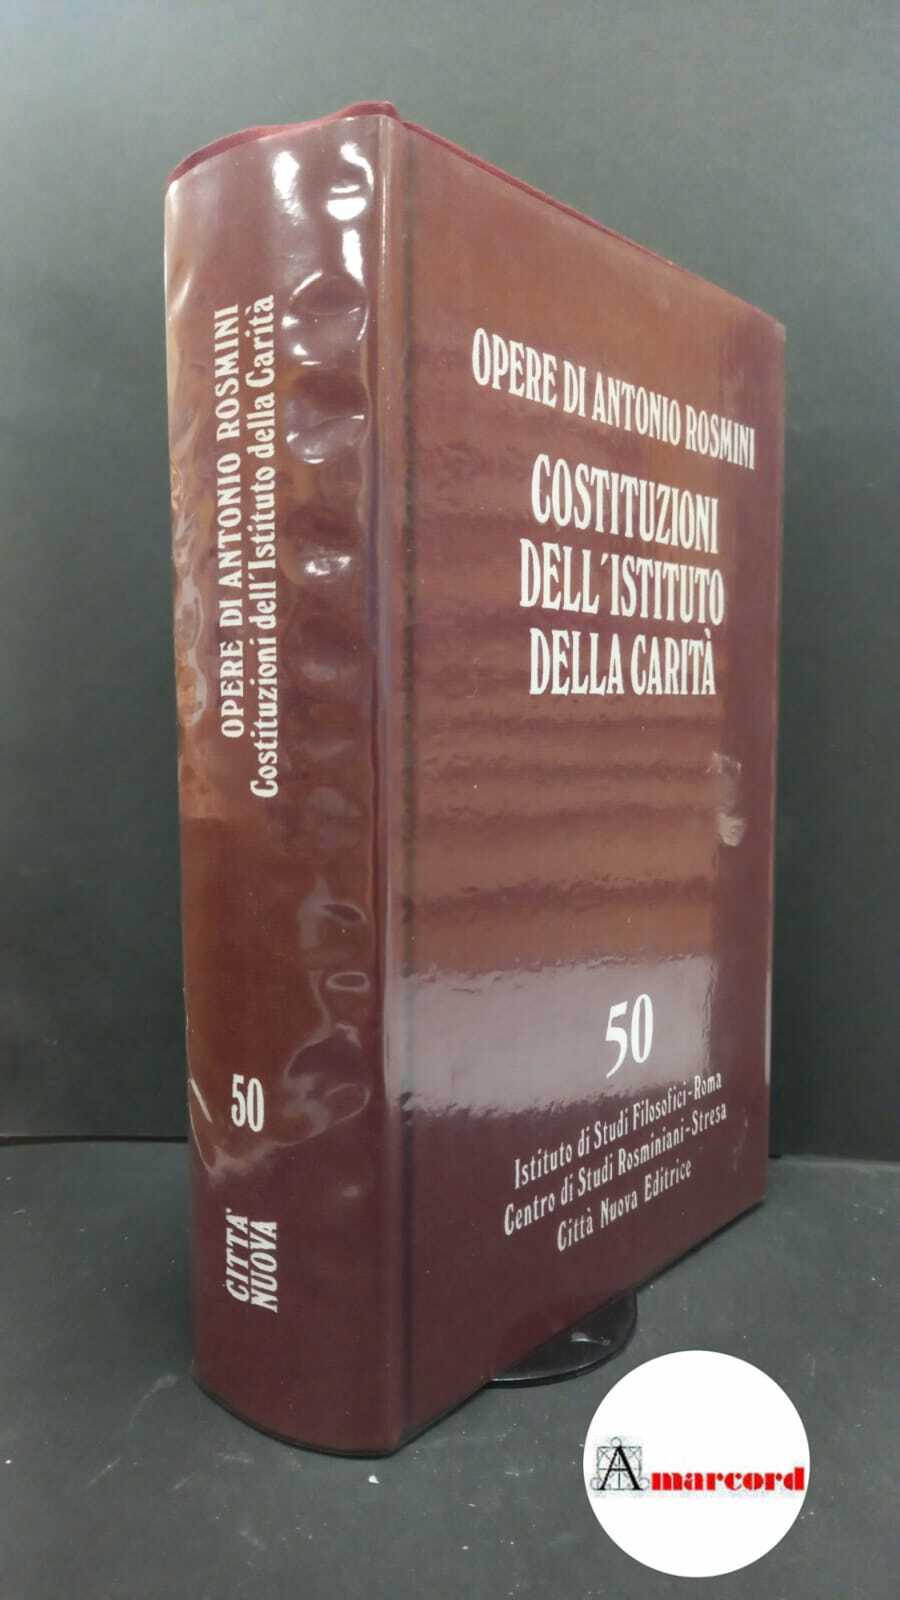 OPERE DI ANTONIO ROSMINI
Costituzioni dell'Istituto della Carità
50
CITTA'
NUOVA
OPERE DI ANTONIO ROSMINI
COSTITUZIONI
DELL'ISTITUTO
DELLA CARITÀ
50
Istituto di Studi Filosofici-Roma
Centro di Studi Rosminiani-Stresa
Città Nuova Editrice
Amarcord